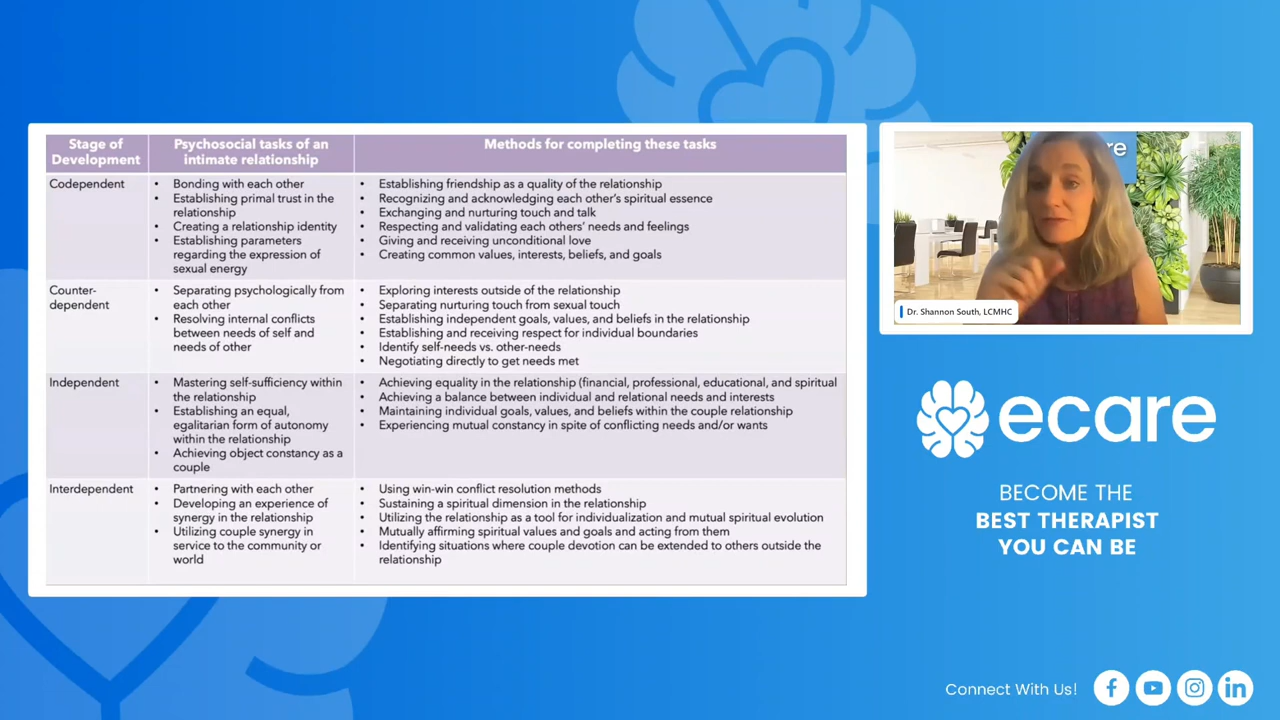 Stage of
Development
Psychosocial tasks of an
intimate relationship
Methods for completing these tasks
Codependent
• Bonding with each other
• Establishing primal trust in the
relationship
• Creating a relationship identity
• Establishing parameters
regarding the expression of
sexual energy
• Establishing friendship as a quality of the relationship
• Recognizing and acknowledging each other's spiritual essence
• Exchanging and nurturing touch and talk
• Respecting and validating each others' needs and feelings
• Giving and receiving unconditional love
• Creating common values, interests, beliefs, and goals
Counter-
dependent
• Separating psychologically from
each other
• Resolving internal conflicts
between needs of self and
needs of other
• Exploring interests outside of the relationship
• Separating nurturing touch from sexual touch
• Establishing independent goals, values, and beliefs in the relationship
• Establishing and receiving respect for individual boundaries
• Identify self-needs vs. other-needs
• Negotiating directly to get needs met
Independent
• Mastering self-sufficiency within
the relationship
• Establishing an equal,
egalitarian form of autonomy
within the relationship
• Achieving object constancy as a
couple
• Achieving equality in the relationship (financial, professional, educational, and spiritual
• Achieving a balance between individual and relational needs and interests
• Maintaining individual goals, values, and beliefs within the couple relationship
• Experiencing mutual constancy in spite of conflicting needs and/or wants
Interdependent
• Partnering with each other
• Developing an experience of
synergy in the relationship
• Utilizing couple synergy in
service to the community or
world
• Using win-win conflict resolution methods
• Sustaining a spiritual dimension in the relationship
• Utilizing the relationship as a tool for individualization and mutual spiritual evolution
• Mutually affirming spiritual values and goals and acting from them
• Identifying situations where couple devotion can be extended to others outside the
relationship
re
Dr. Shannon South, LCMHC
ecare
BECOME THE
BEST THERAPIST
YOU CAN BE
Connect With Us!